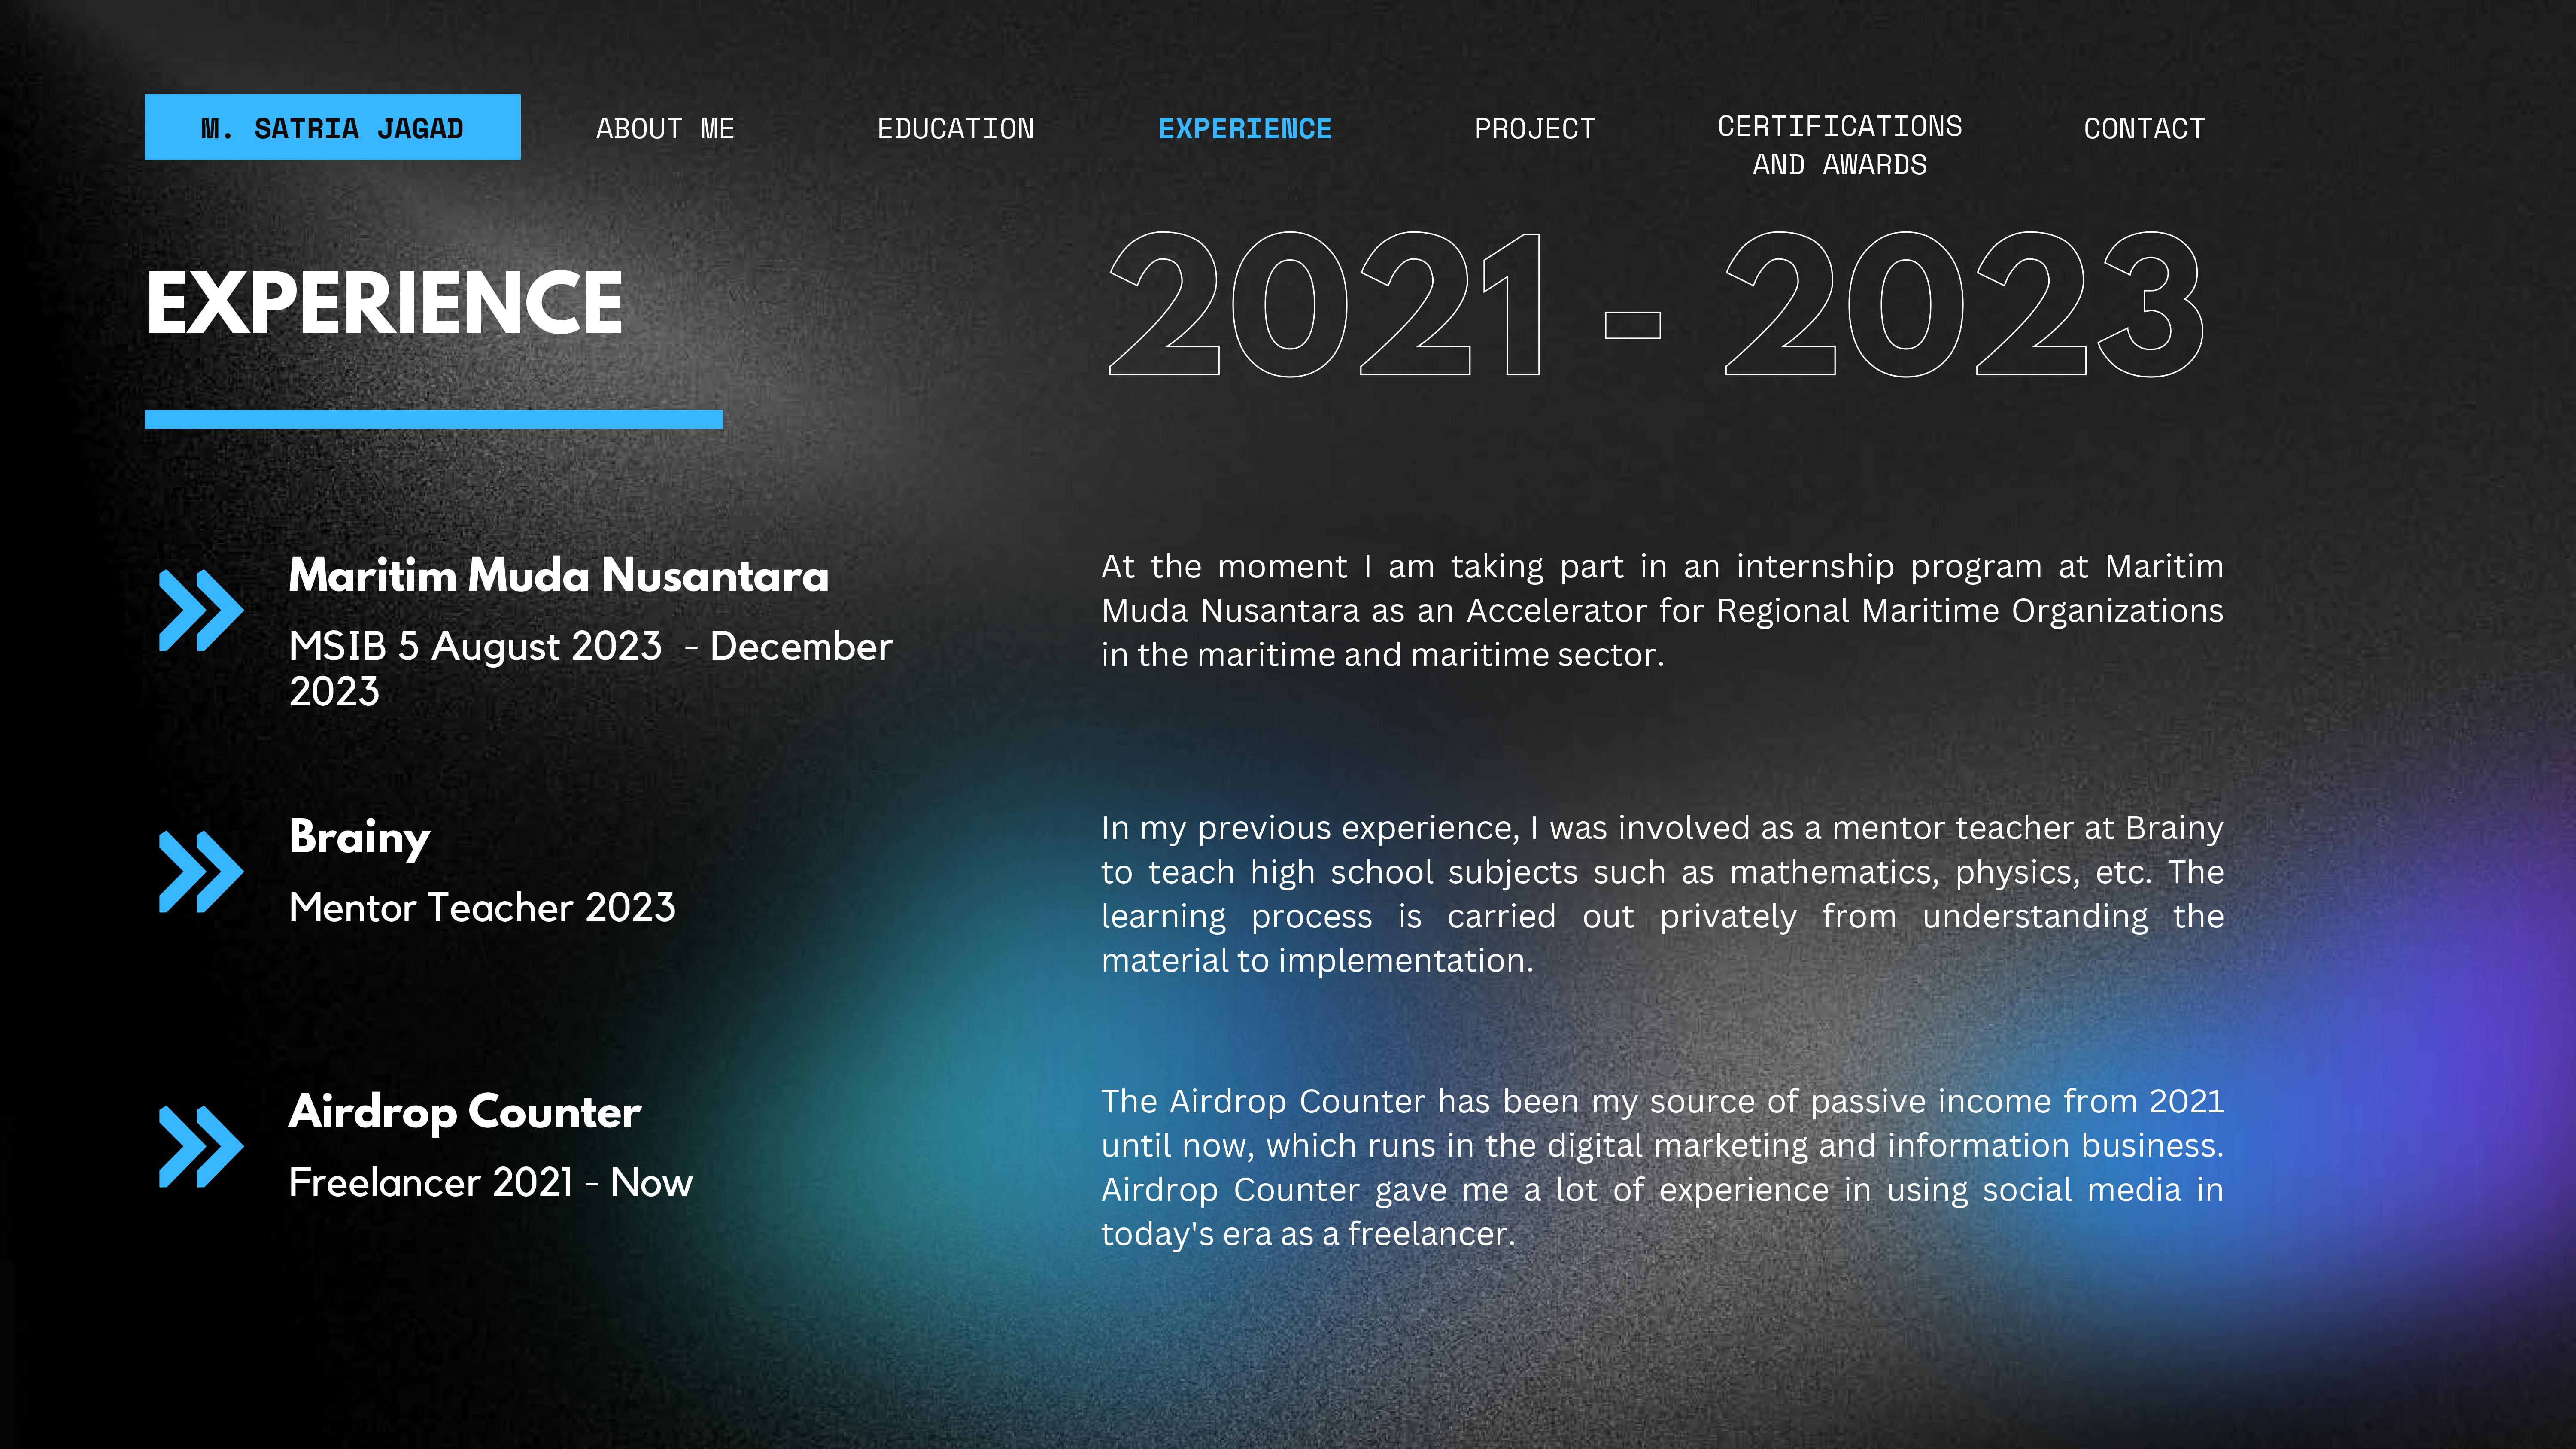 M. SATRIA JAGAD
ABOUT ME
EDUCATION
EXPERIENCE
PROJECT
CERTIFICATIONS
AND AWARDS
CONTACT
EXPERIENCE
2021 - 2023
Maritim Muda Nusantara
MSIB 5 August 2023 - December
2023
At the moment I am taking part in an internship program at Maritim
Muda Nusantara as an Accelerator for Regional Maritime Organizations
in the maritime and maritime sector.
Brainy
Mentor Teacher 2023
In my previous experience, I was involved as a mentor teacher at Brainy
to teach high school subjects such as mathematics, physics, etc. The
learning process is carried out privately from understanding the
material to implementation.
Airdrop Counter
Freelancer 2021 - Now
The Airdrop Counter has been my source of passive income from 2021
until now, which runs in the digital marketing and information business.
Airdrop Counter gave me a lot of experience in using social media in
today's era as a freelancer.